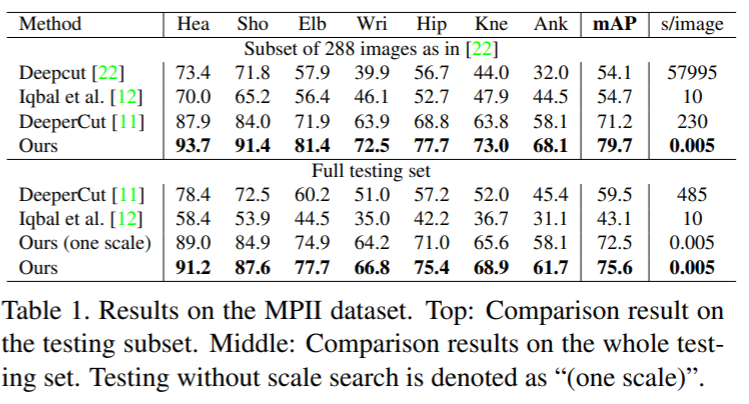 Method Hea Sho Elb Wri Hip Kne Ank mAP s/image
Subset of 288 images as in [22]
Deepcut [22] 73.4 71.8 57.9 39.9 56.7 44.0 32.0 54.1 57995
Iqbal et al. [12] 70.0 65.2 56.4 46.1 52.7 47.9 44.5 54.7 10
DeeperCut [11] 87.9 84.0 71.9 63.9 68.8 63.8 58.1 71.2 230
Ours 93.7 91.4 81.4 72.5 77.7 73.0 68.1 79.7 0.005
Full testing set
DeeperCut [11] 78.4 72.5 60.2 51.0 57.2 52.0 45.4 59.5 485
Iqbal et al. [12] 58.4 53.9 44.5 35.0 42.2 36.7 31.1 43.1 10
Ours (one scale) 89.0 84.9 74.9 64.2 71.0 65.6 58.1 72.5 0.005
Ours 91.2 87.6 77.7 66.8 75.4 68.9 61.7 75.6 0.005
Table 1. Results on the MPII dataset. Top: Comparison result on
the testing subset. Middle: Comparison results on the whole test-
ing set. Testing without scale search is denoted as “(one scale)”.